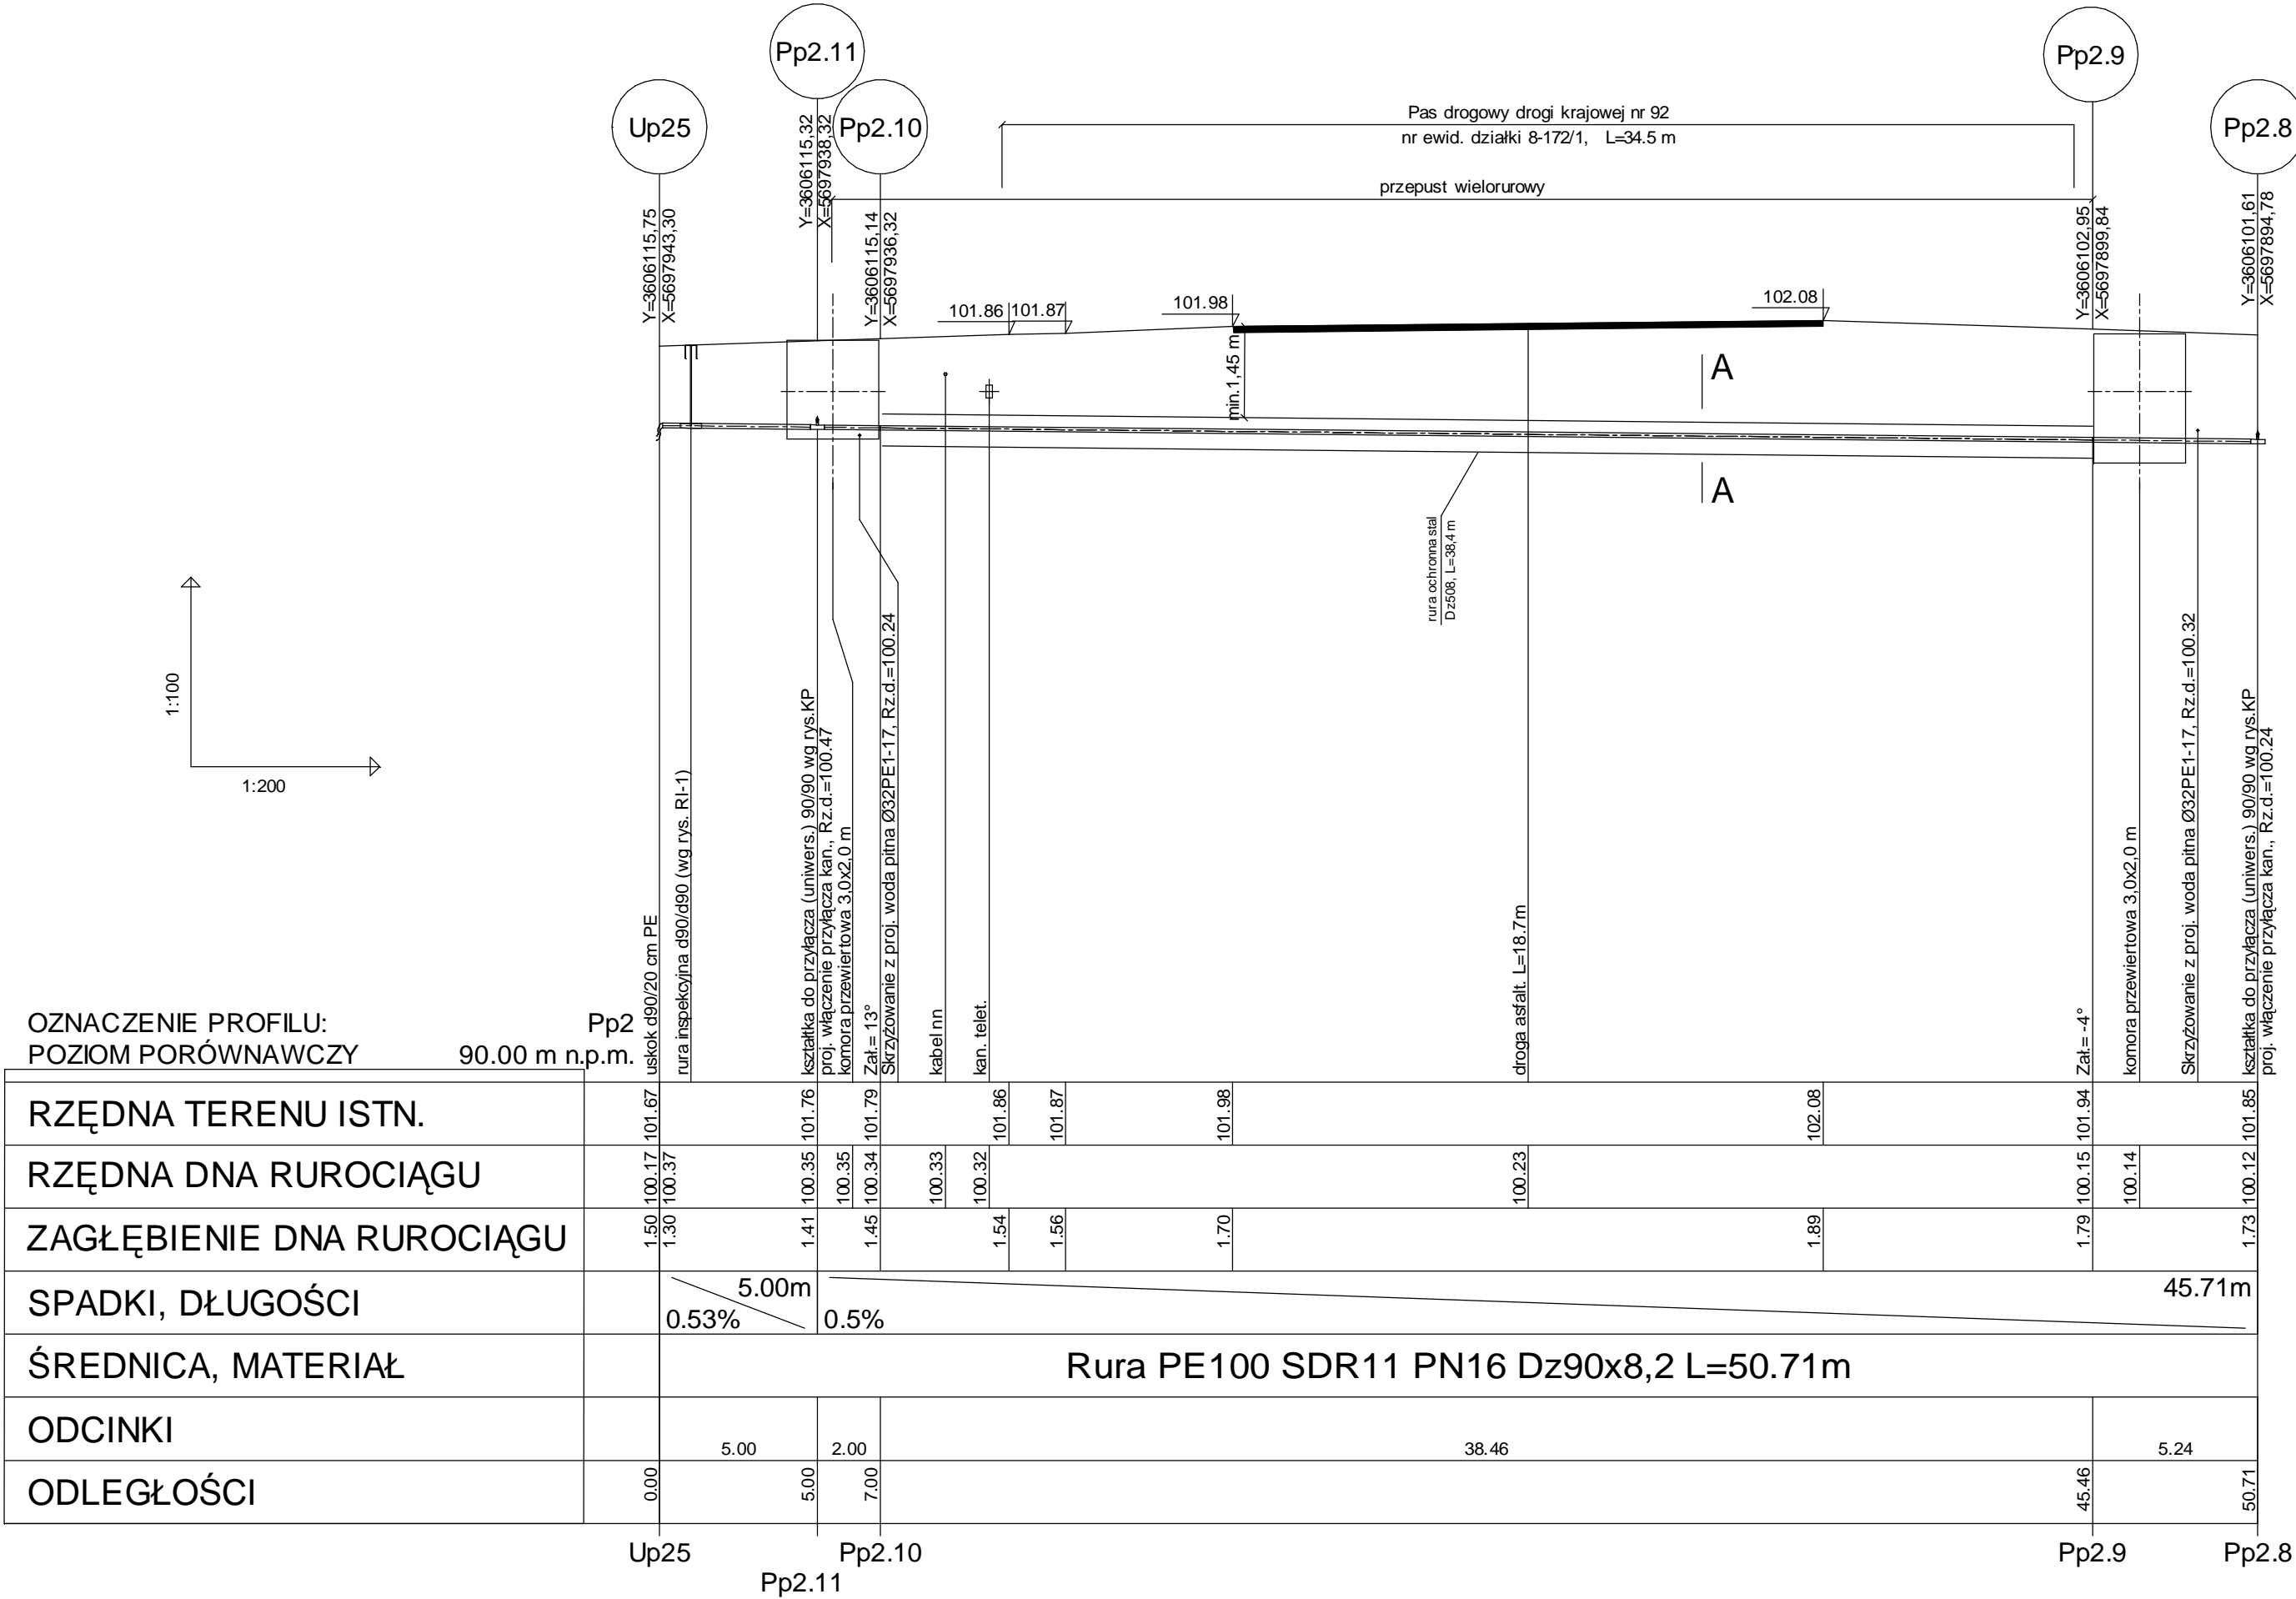 Pp2.11
Pp2.9
Up25
Pp2.10
Pp2.8
Pas drogowy drogi krajowej nr 92
nr ewid. działki 8-172/1, L=34.5 m
przepust wielorurowy
Y=3606115,75
X=5697943,30
Y=3606115,32
X=5697938,32
Y=3606115,14
X=5697936,32
Y=3606102,95
X=5697899,84
Y=3606101,61
X=5697894,78
101.86
101.87
101.98
102.08
min.1,45 m
A
A
rura ochronna stal
Dz508, L=38,4 m
1:100
1:200
uskok d90/20 cm PE
rura inspekcyjna d90/d90 (wg rys. RI-1)
kształtka do przyłącza (uniwers.) 90/90 wg rys.KP
proj. włączenie przyłącza kan., Rz.d.=100.47
komora przewiertowa 3,0x2,0 m
Zał.= 13°
Skrzyżowanie z proj. woda pitna Ø32PE1-17, Rz.d.=100.24
kabel nn
kan. telet.
droga asfalt. L=18.7m
Zał.= -4°
komora przewiertowa 3,0x2,0 m
Skrzyżowanie z proj. woda pitna Ø32PE1-17, Rz.d.=100.32
kształtka do przyłącza (uniwers.) 90/90 wg rys.KP
proj. włączenie przyłącza kan., Rz.d.=100.24
OZNACZENIE PROFILU: Pp2
POZIOM PORÓWNAWCZY 90.00 m n.p.m.
RZĘDNA TERENU ISTN. 101.67 101.76 101.79 101.86 101.87 101.98 102.08 101.94 101.85
RZĘDNA DNA RUROCIĄGU 100.17 100.37 100.35 100.35 100.34 100.33 100.32 100.23 100.15 100.14 100.12
ZAGŁĘBIENIE DNA RUROCIĄGU 1.50 1.30 1.41 1.45 1.54 1.56 1.70 1.89 1.79 1.73
SPADKI, DŁUGOŚCI 0.53% 5.00m 0.5% 45.71m
ŚREDNICA, MATERIAŁ Rura PE100 SDR11 PN16 Dz90x8,2 L=50.71m
ODCINKI 5.00 2.00 38.46 5.24
ODLEGŁOŚCI 0.00 5.00 7.00 45.46 50.71
Up25
Pp2.10
Pp2.9
Pp2.8
Pp2.11